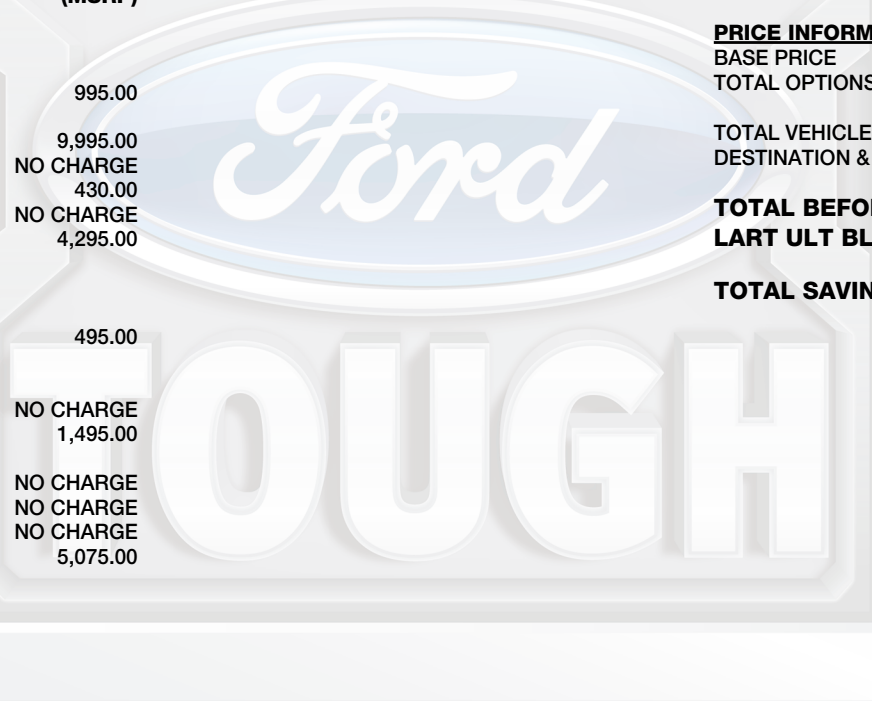 995.00
9,995.00
NO CHARGE
430.00
NO CHARGE
4,295.00
495.00
NO CHARGE
1,495.00
NO CHARGE
NO CHARGE
NO CHARGE
5,075.00
PRICE INFORM
BASE PRICE
TOTAL OPTIONS
TOTAL VEHICLE
DESTINATION &
TOTAL BEFO
LART ULT BL
TOTAL SAVIN
Ford
TOUGH